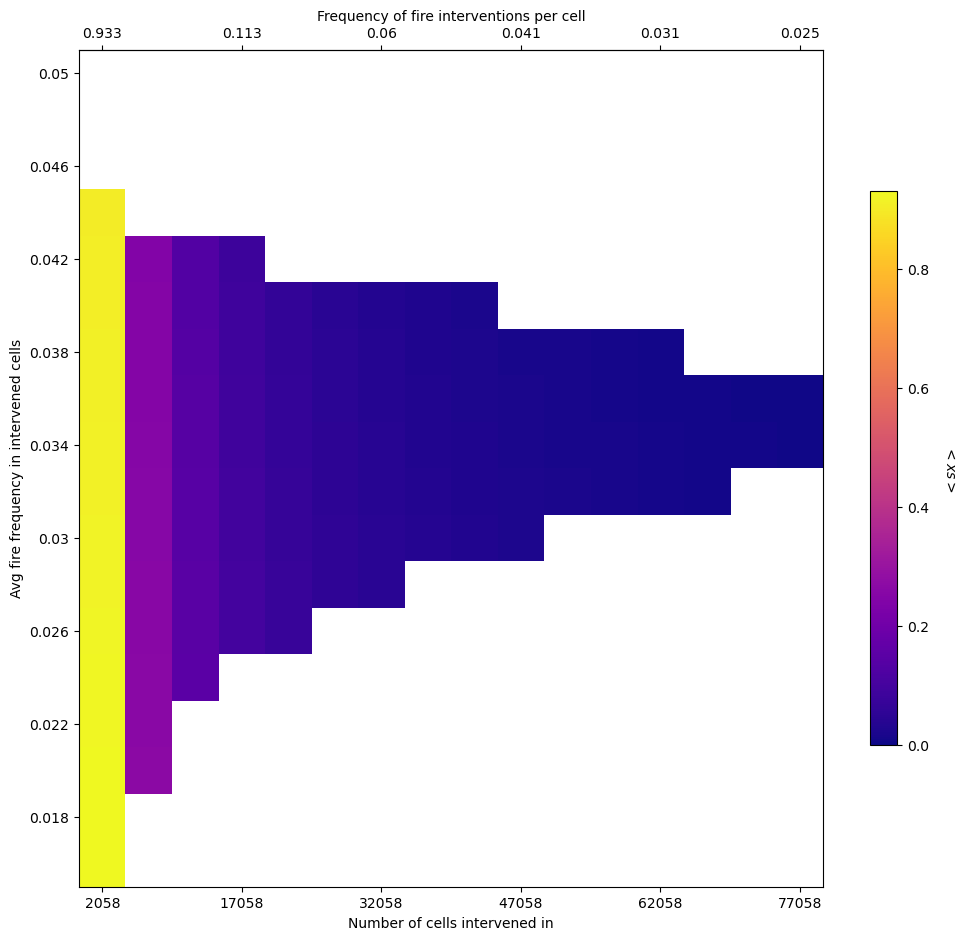 Frequency of fire interventions per cell
0.933 0.113 0.06 0.041 0.031 0.025
0.05
0.046
0.042
0.038
0.034
0.03
0.026
0.022
0.018
Avg fire frequency in intervened cells
2058 17058 32058 47058 62058 77058
Number of cells intervened in
0.8
0.6
0.4
0.2
0.0
< xs >